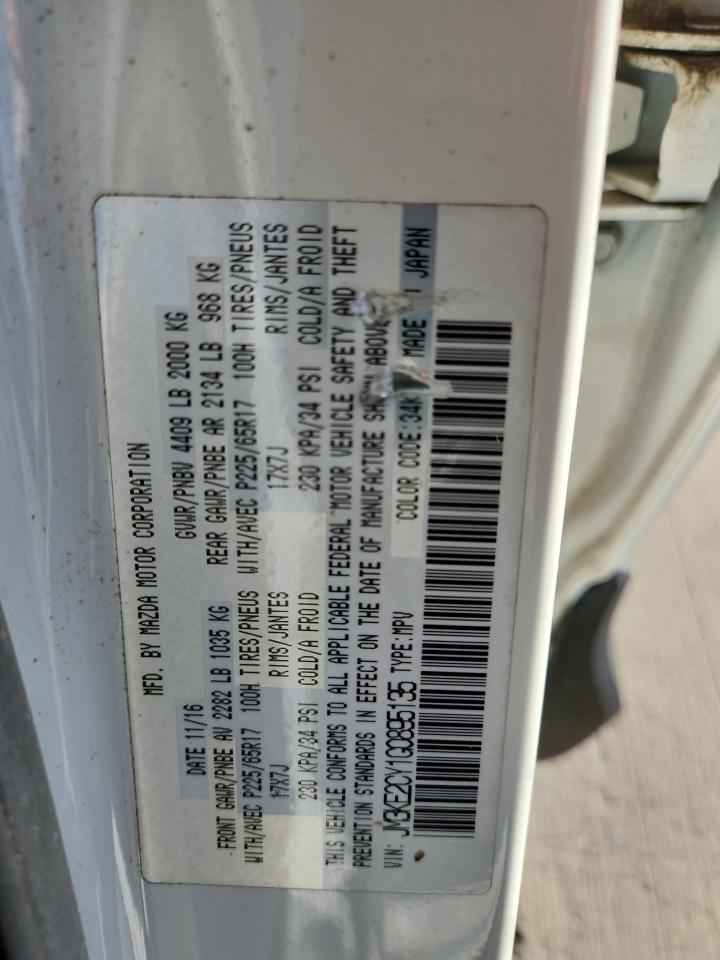 MFD. BY MAZDA MOTOR CORPORATION
DATE 11/16 GVWR/PNBV 4409 LB 2000 KG
FRONT GAWR/PNBE AV 2282 LB 1035 KG REAR GAWR/PNBE AR 2134 LB 968 KG
WITH/AVEC P225/65R17 100H TIRES/PNEUS WITH/AVEC P225/65R17 100H TIRES/PNEUS
17X7J RIMS/JANTES 17X7J RIMS/JANTES
230 KPA/34 PSI COLD/A FROID 230 KPA/34 PSI COLD/A FROID
THIS VEHICLE CONFORMS TO ALL APPLICABLE FEDERAL MOTOR VEHICLE SAFETY AND THEFT
PREVENTION STANDARDS IN EFFECT ON THE DATE OF MANUFACTURE ABOVE
COLOR CODE:34K MADE JAPAN
VIN: JM3KE2CY1G0895135 TYPE:MPV